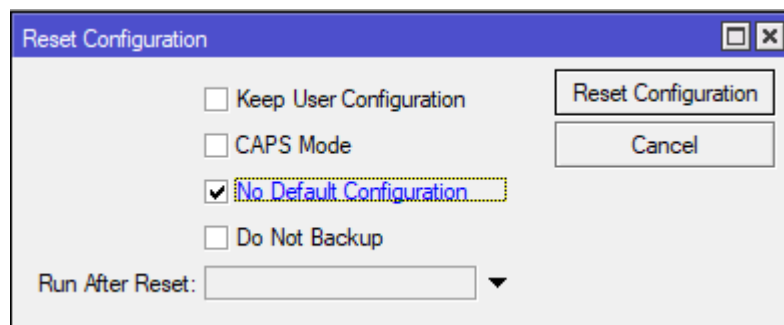 Reset Configuration
Keep User Configuration
Reset Configuration
CAPS Mode
Cancel
No Default Configuration
Do Not Backup
Run After Reset: